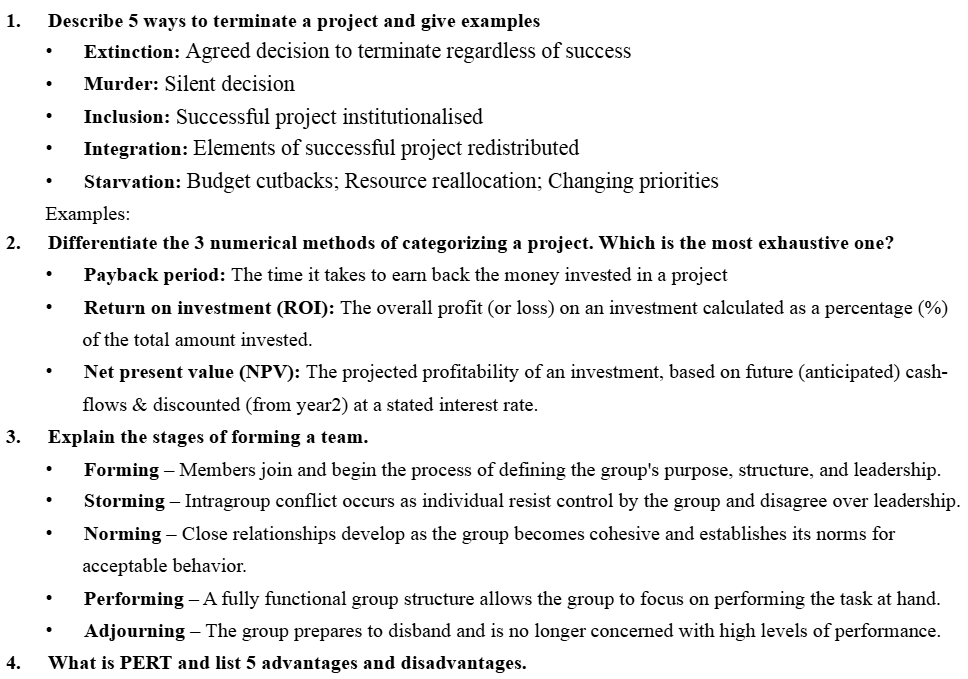 1. Describe 5 ways to terminate a project and give examples
• Extinction: Agreed decision to terminate regardless of success
• Murder: Silent decision
• Inclusion: Successful project institutionalised
• Integration: Elements of successful project redistributed
• Starvation: Budget cutbacks; Resource reallocation; Changing priorities
Examples:
2. Differentiate the 3 numerical methods of categorizing a project. Which is the most exhaustive one?
• Payback period: The time it takes to earn back the money invested in a project
• Return on investment (ROI): The overall profit (or loss) on an investment calculated as a percentage (%)
of the total amount invested.
• Net present value (NPV): The projected profitability of an investment, based on future (anticipated) cash-
flows & discounted (from year2) at a stated interest rate.
3. Explain the stages of forming a team.
• Forming – Members join and begin the process of defining the group's purpose, structure, and leadership.
• Storming – Intragroup conflict occurs as individual resist control by the group and disagree over leadership.
• Norming – Close relationships develop as the group becomes cohesive and establishes its norms for
acceptable behavior.
• Performing – A fully functional group structure allows the group to focus on performing the task at hand.
• Adjourning – The group prepares to disband and is no longer concerned with high levels of performance.
4. What is PERT and list 5 advantages and disadvantages.